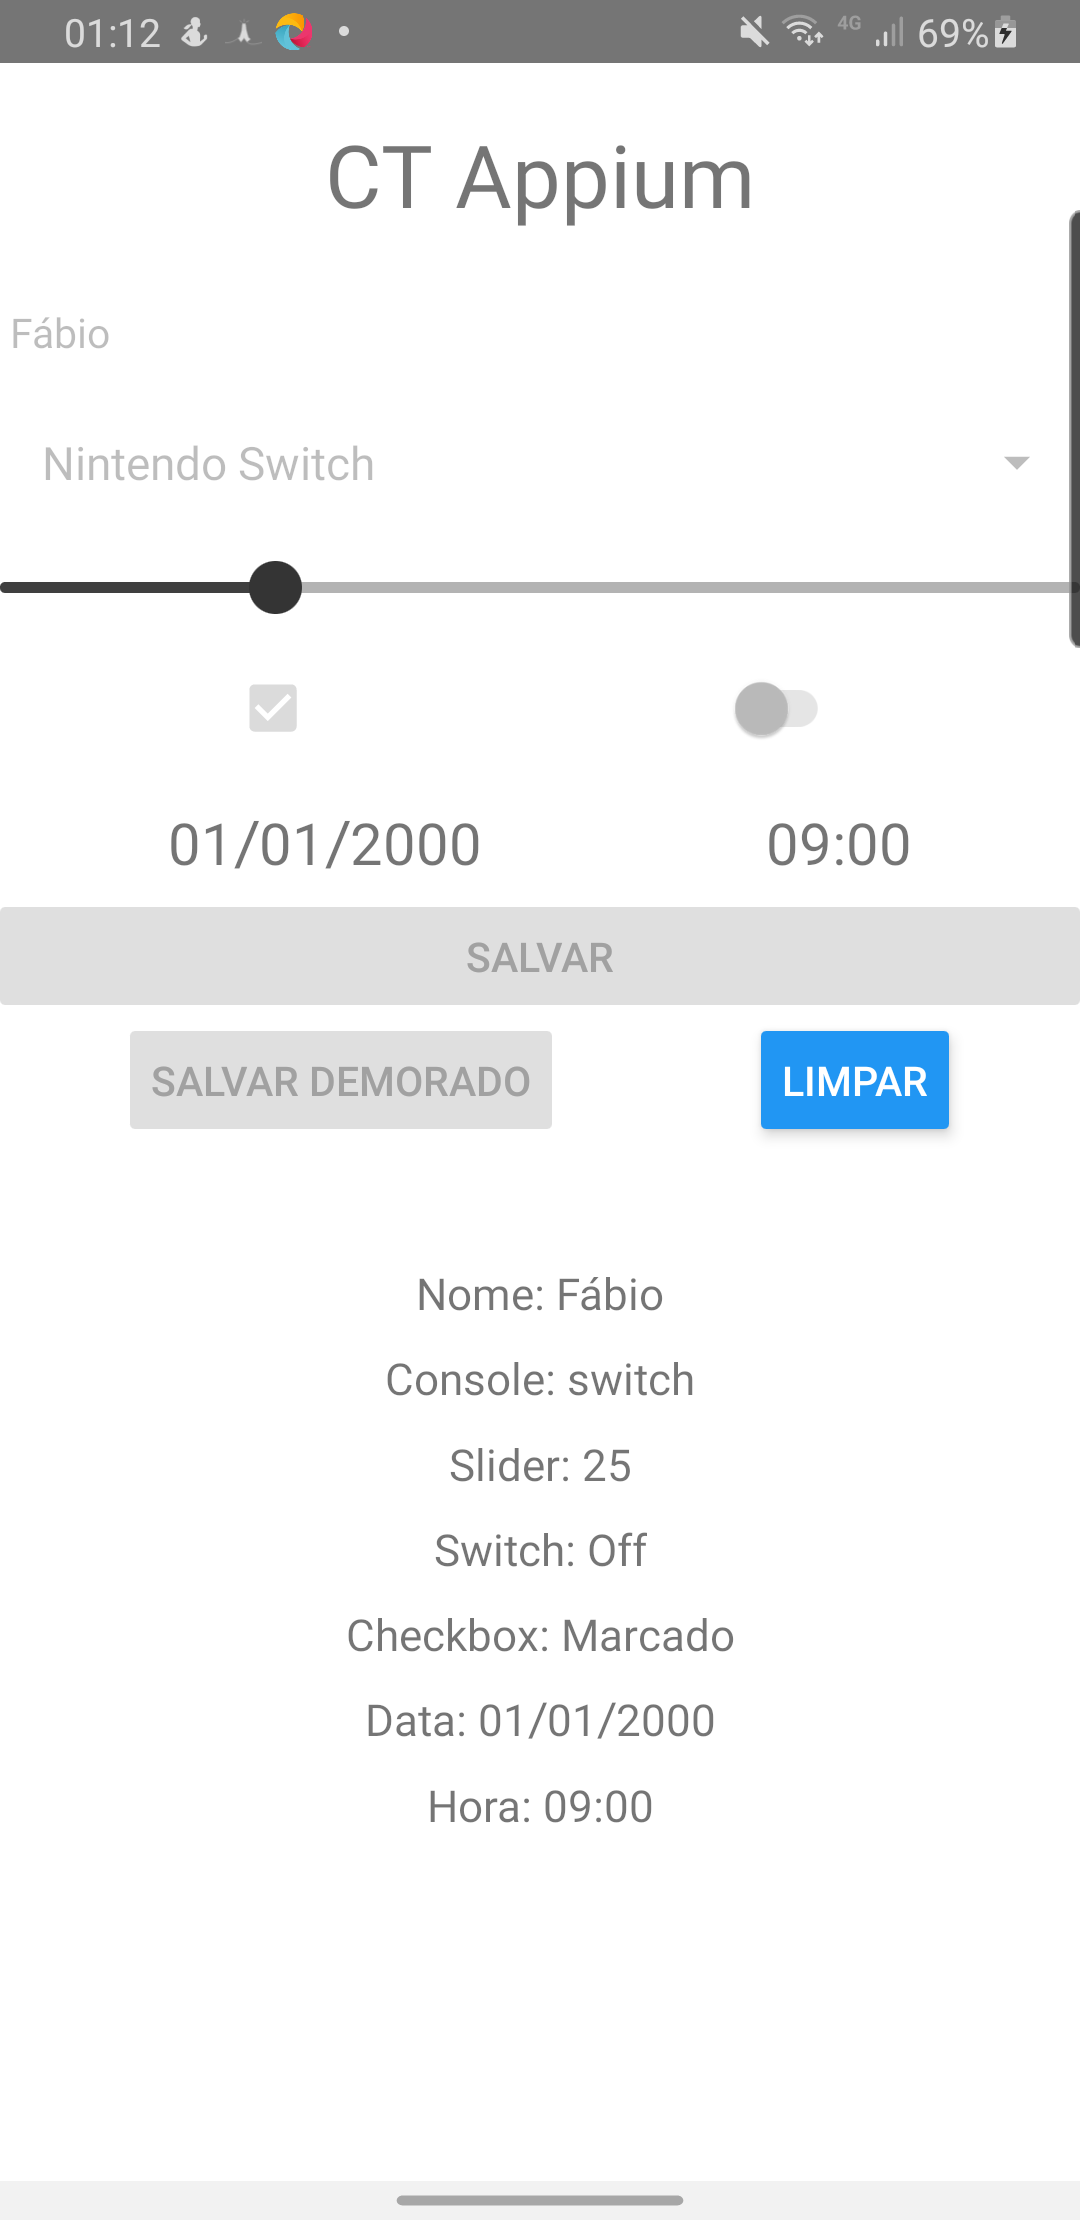 01:12 4G 69%
CT Appium
Fábio
Nintendo Switch
01/01/2000 09:00
SALVAR
SALVAR DEMORADO LIMPAR
Nome: Fábio
Console: switch
Slider: 25
Switch: Off
Checkbox: Marcado
Data: 01/01/2000
Hora: 09:00